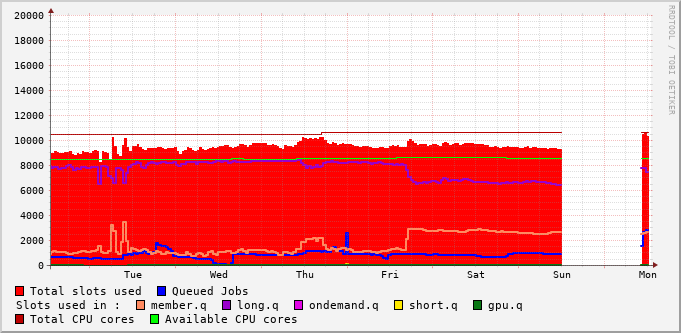 20000
18000
16000
14000
12000
10000
8000
6000
4000
2000
0
Tue Wed Thu Fri Sat Sun Mon
RRDTOOL / TOBI OETIKER
Total slots used Queued Jobs
Slots used in : member.q long.q ondemand.q short.q gpu.q
Total CPU cores Available CPU cores